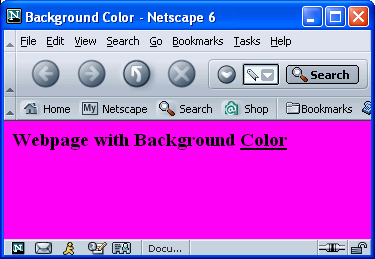 Background Color - Netscape 6
File Edit View Search Go Bookmarks Tasks Help
Search
Home My Netscape Search Shop Bookmarks
Webpage with Background Color
Docu...